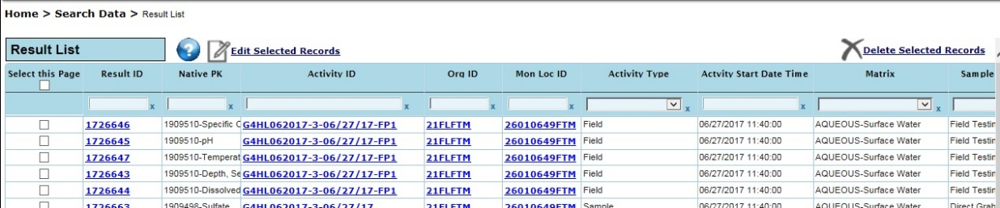 Home > Search Data > Result List
Result List ? Edit Selected Records Delete Selected Records
Select this Page Result ID Native PK Activity ID Org ID Mon Loc ID Activity Type Actvity Start Date Time Matrix Sample
x x x x x x x x
1726646 1909510-Specific C G4HL062017-3-06/27/17-FP1 21FLFTM 26010649FTM Field 06/27/2017 11:40:00 AQUEOUS-Surface Water Field Testin
1726645 1909510-pH G4HL062017-3-06/27/17-FP1 21FLFTM 26010649FTM Field 06/27/2017 11:40:00 AQUEOUS-Surface Water Field Testin
1726647 1909510-Temperat G4HL062017-3-06/27/17-FP1 21FLFTM 26010649FTM Field 06/27/2017 11:40:00 AQUEOUS-Surface Water Field Testin
1726643 1909510-Depth, Se G4HL062017-3-06/27/17-FP1 21FLFTM 26010649FTM Field 06/27/2017 11:40:00 AQUEOUS-Surface Water Field Testin
1726644 1909510-Dissolved G4HL062017-3-06/27/17-FP1 21FLFTM 26010649FTM Field 06/27/2017 11:40:00 AQUEOUS-Surface Water Field Testin
1726663 1909498-Sulfate G4HL062017-3-06/27/17 21FLFTM 26010649FTM Sample 06/27/2017 11:40:00 AQUEOUS-Surface Water Direct Grab